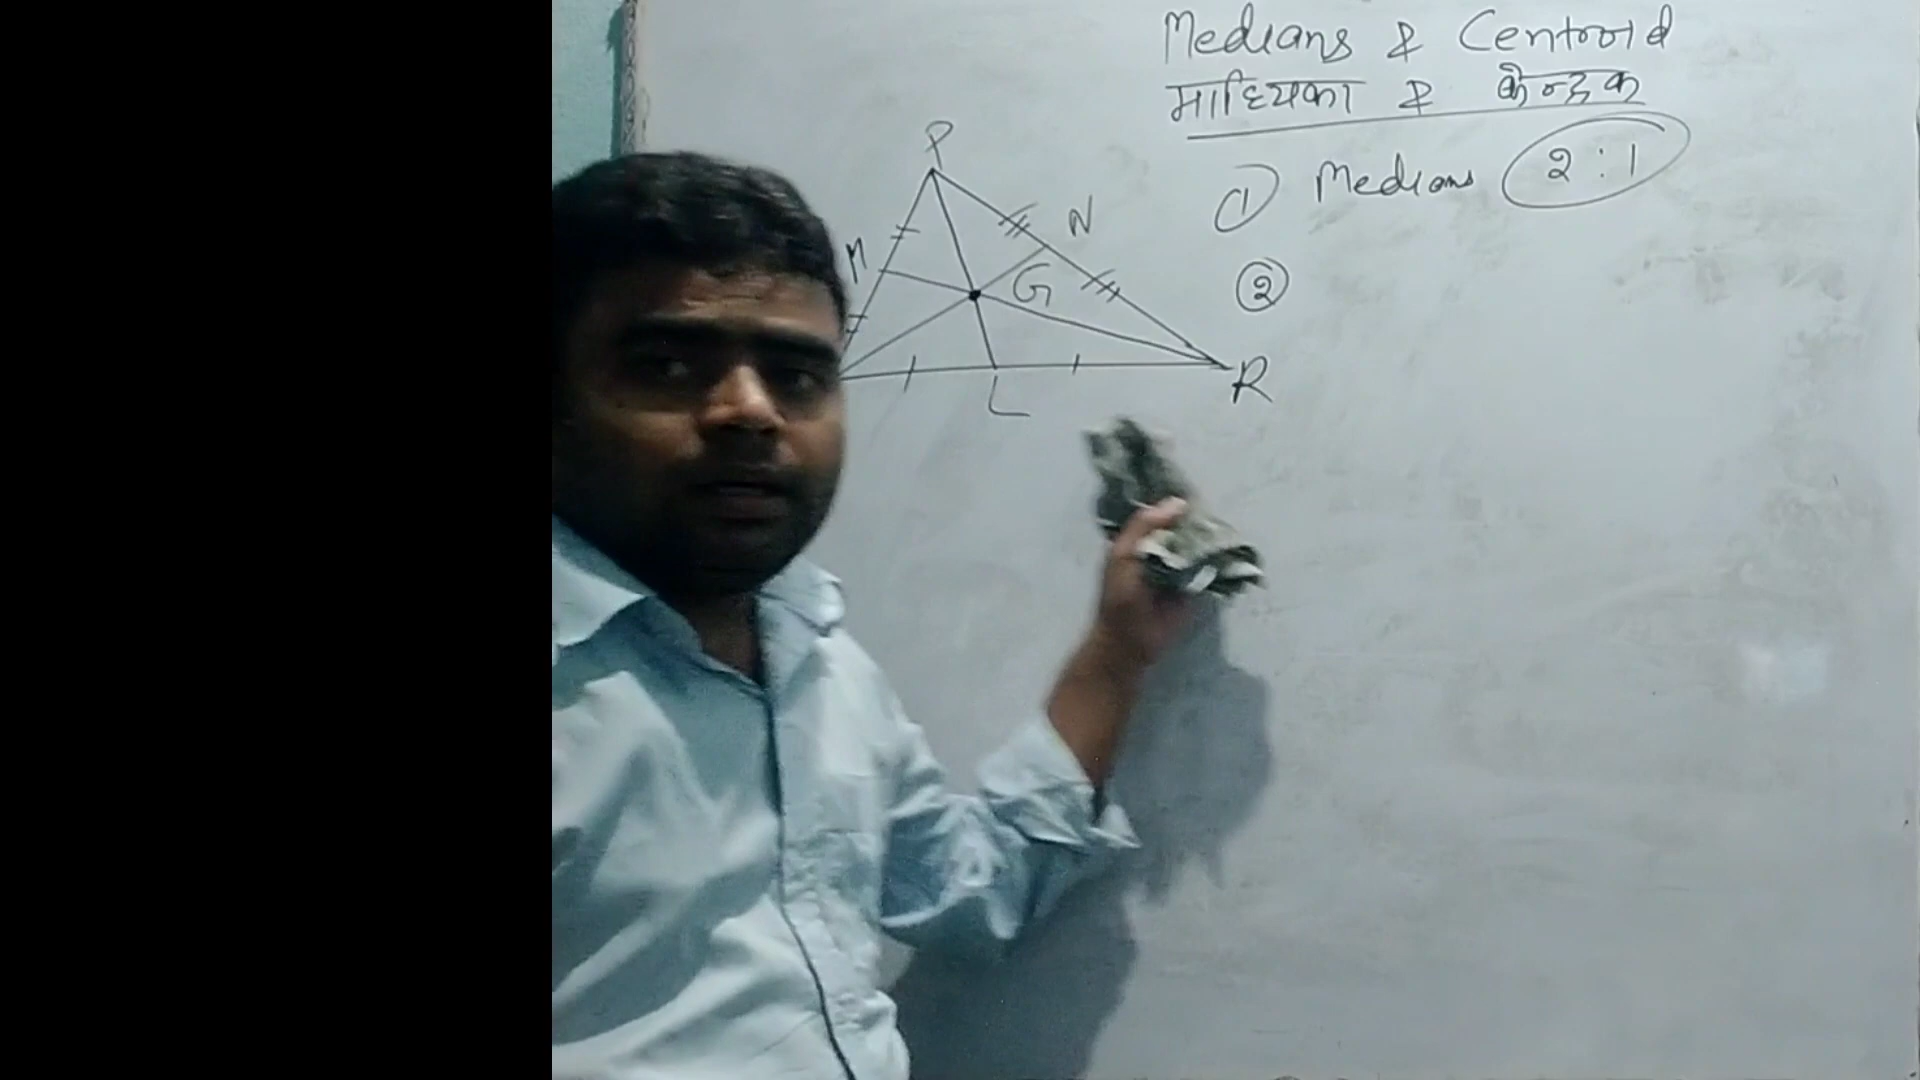 Medians & Centroid
माध्यिका & केन्द्रक
P
① Medians 2:1
N
M
G
②
R
L